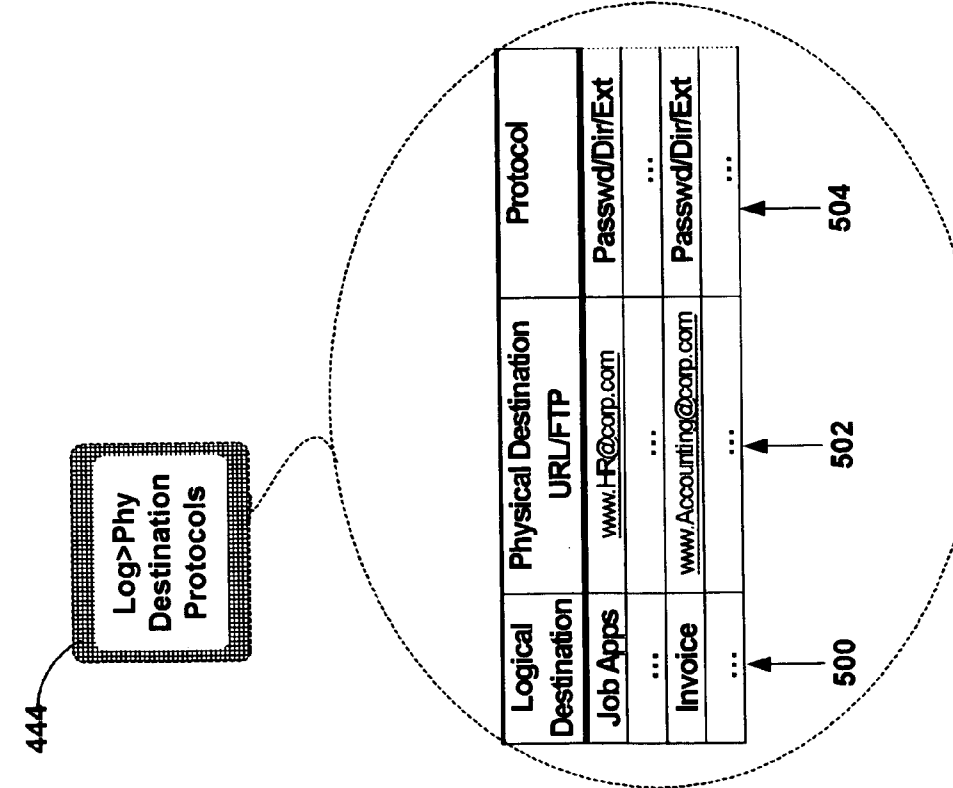 444
Log>Phy
Destination
Protocols
Logical
Destination
Physical Destination
URL/FTP
Protocol
Job Apps
www.HR@corp.com
Passwd/Dir/Ext
...
...
...
Invoice
www.Accounting@corp.com
Passwd/Dir/Ext
...
...
...
500
502
504